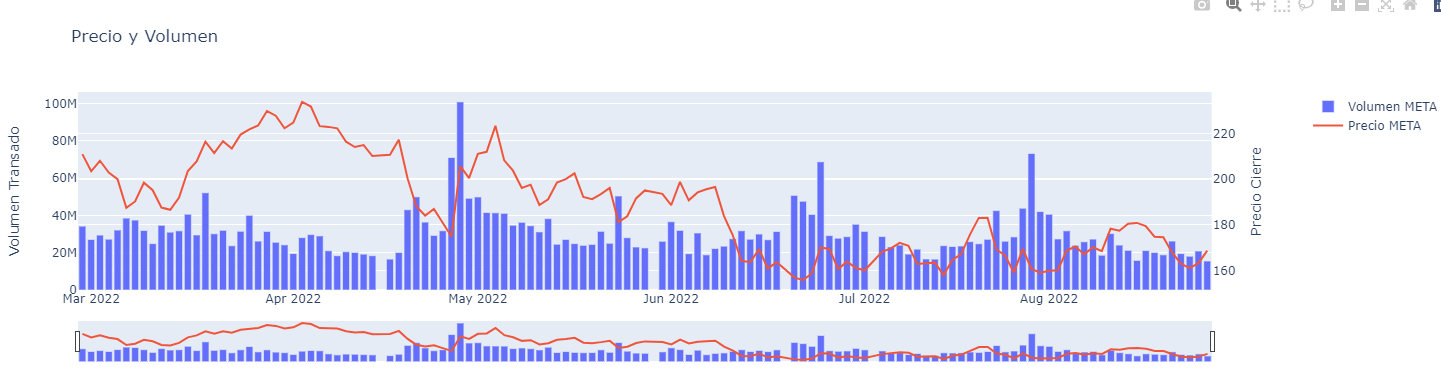 Precio y Volumen
Volumen Transado
100M
80M
60M
40M
20M
0
220
200
180
160
Precio Cierre
Mar 2022
Apr 2022
May 2022
Jun 2022
Jul 2022
Aug 2022
Volumen META
Precio META